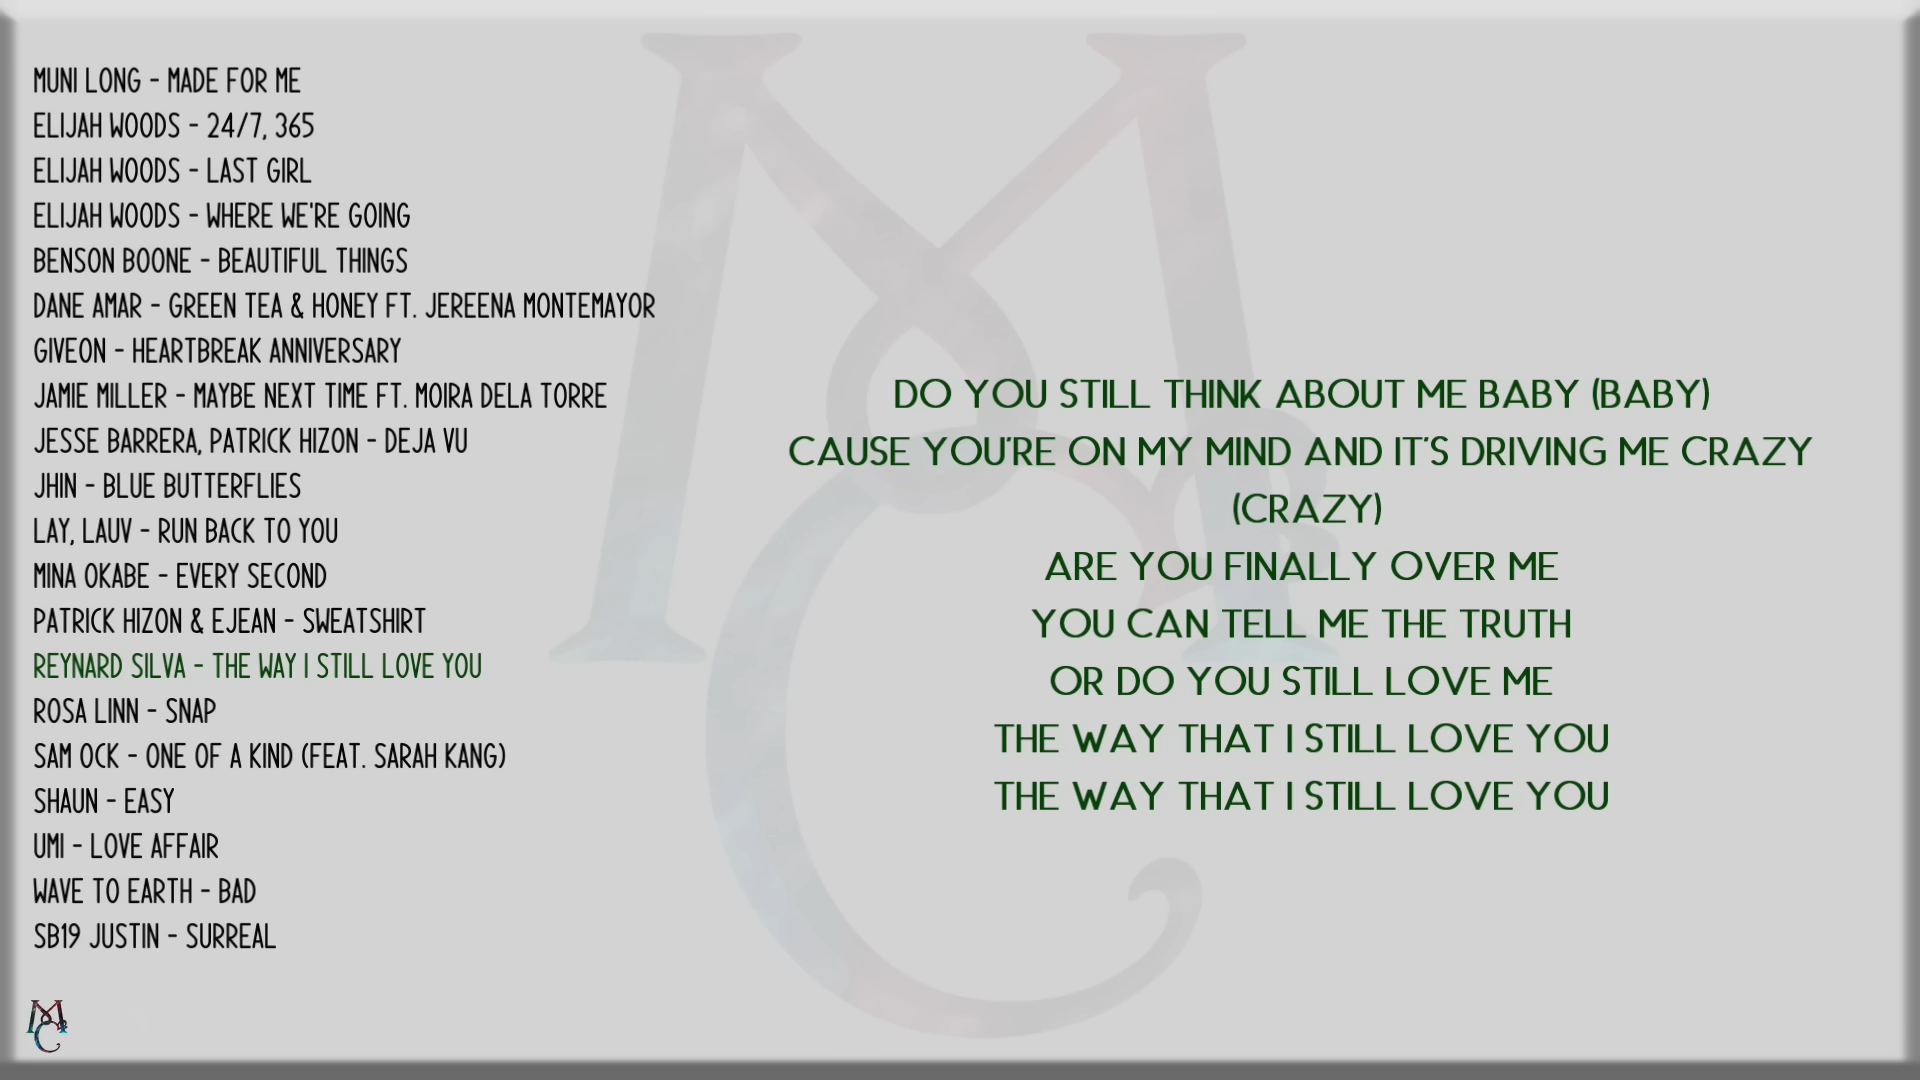 MUNI LONG - MADE FOR ME
ELIJAH WOODS - 24/7, 365
ELIJAH WOODS - LAST GIRL
ELIJAH WOODS - WHERE WE'RE GOING
BENSON BOONE - BEAUTIFUL THINGS
DANE AMAR - GREEN TEA & HONEY FT. JEREENA MONTEMAYOR
GIVEON - HEARTBREAK ANNIVERSARY
JAMIE MILLER - MAYBE NEXT TIME FT. MOIRA DELA TORRE
JESSE BARRERA, PATRICK HIZON - DEJA VU
JHIN - BLUE BUTTERFLIES
LAY, LAUV - RUN BACK TO YOU
MINA OKABE - EVERY SECOND
PATRICK HIZON & EJEAN - SWEATSHIRT
REYNARD SILVA - THE WAY I STILL LOVE YOU
ROSA LINN - SNAP
SAM OCK - ONE OF A KIND (FEAT. SARAH KANG)
SHAUN - EASY
UMI - LOVE AFFAIR
WAVE TO EARTH - BAD
SB19 JUSTIN - SURREAL
DO YOU STILL THINK ABOUT ME BABY (BABY)
CAUSE YOU'RE ON MY MIND AND IT'S DRIVING ME CRAZY
(CRAZY)
ARE YOU FINALLY OVER ME
YOU CAN TELL ME THE TRUTH
OR DO YOU STILL LOVE ME
THE WAY THAT I STILL LOVE YOU
THE WAY THAT I STILL LOVE YOU